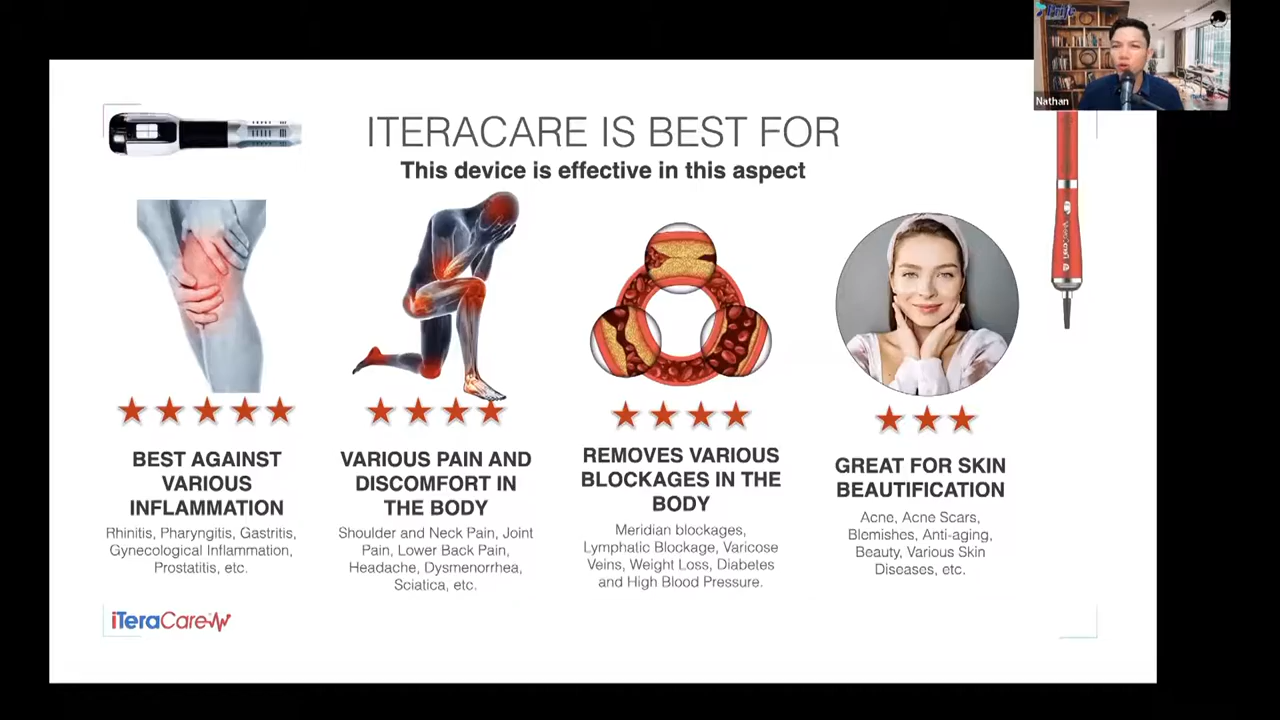 Prife
Nathan
iTeraCare
ITERACARE IS BEST FOR
This device is effective in this aspect
BEST AGAINST
VARIOUS
INFLAMMATION
Rhinitis, Pharyngitis, Gastritis,
Gynecological Inflammation,
Prostatitis, etc.
VARIOUS PAIN AND
DISCOMFORT IN
THE BODY
Shoulder and Neck Pain, Joint
Pain, Lower Back Pain,
Headache, Dysmenorrhea,
Sciatica, etc.
REMOVES VARIOUS
BLOCKAGES IN THE
BODY
Meridian blockages,
Lymphatic Blockage, Varicose
Veins, Weight Loss, Diabetes
and High Blood Pressure.
GREAT FOR SKIN
BEAUTIFICATION
Acne, Acne Scars,
Blemishes, Anti-aging,
Beauty, Various Skin
Diseases, etc.
iTeraCare